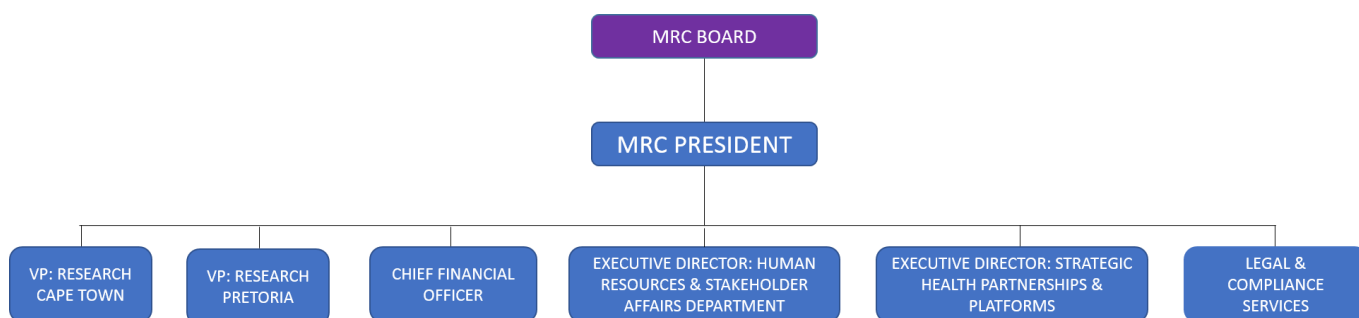 MRC BOARD
MRC PRESIDENT
VP: RESEARCH
CAPE TOWN
VP: RESEARCH
PRETORIA
CHIEF FINANCIAL
OFFICER
EXECUTIVE DIRECTOR: HUMAN
RESOURCES & STAKEHOLDER
AFFAIRS DEPARTMENT
EXECUTIVE DIRECTOR: STRATEGIC
HEALTH PARTNERSHIPS &
PLATFORMS
LEGAL &
COMPLIANCE
SERVICES